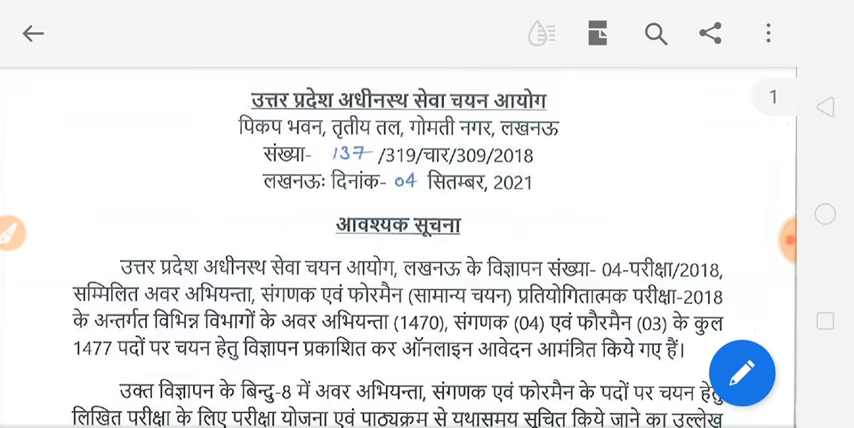 1
उत्तर प्रदेश अधीनस्थ सेवा चयन आयोग
पिकप भवन, तृतीय तल, गोमती नगर, लखनऊ
संख्या- 137 /319/चार/309/2018
लखनऊः दिनांक- 04 सितम्बर, 2021
आवश्यक सूचना
उत्तर प्रदेश अधीनस्थ सेवा चयन आयोग, लखनऊ के विज्ञापन संख्या- 04-परीक्षा/2018,
सम्मिलित अवर अभियन्ता, संगणक एवं फोरमैन (सामान्य चयन) प्रतियोगितात्मक परीक्षा-2018
के अन्तर्गत विभिन्न विभागों के अवर अभियन्ता (1470), संगणक (04) एवं फौरमैन (03) के कुल
1477 पदों पर चयन हेतु विज्ञापन प्रकाशित कर ऑनलाइन आवेदन आमंत्रित किये गए हैं।
उक्त विज्ञापन के बिन्दु-8 में अवर अभियन्ता, संगणक एवं फोरमैन के पदों पर चयन हेतु
लिखित परीक्षा के लिए परीक्षा योजना एवं पाठ्यक्रम से यथासमय सूचित किये जाने का उल्लेख